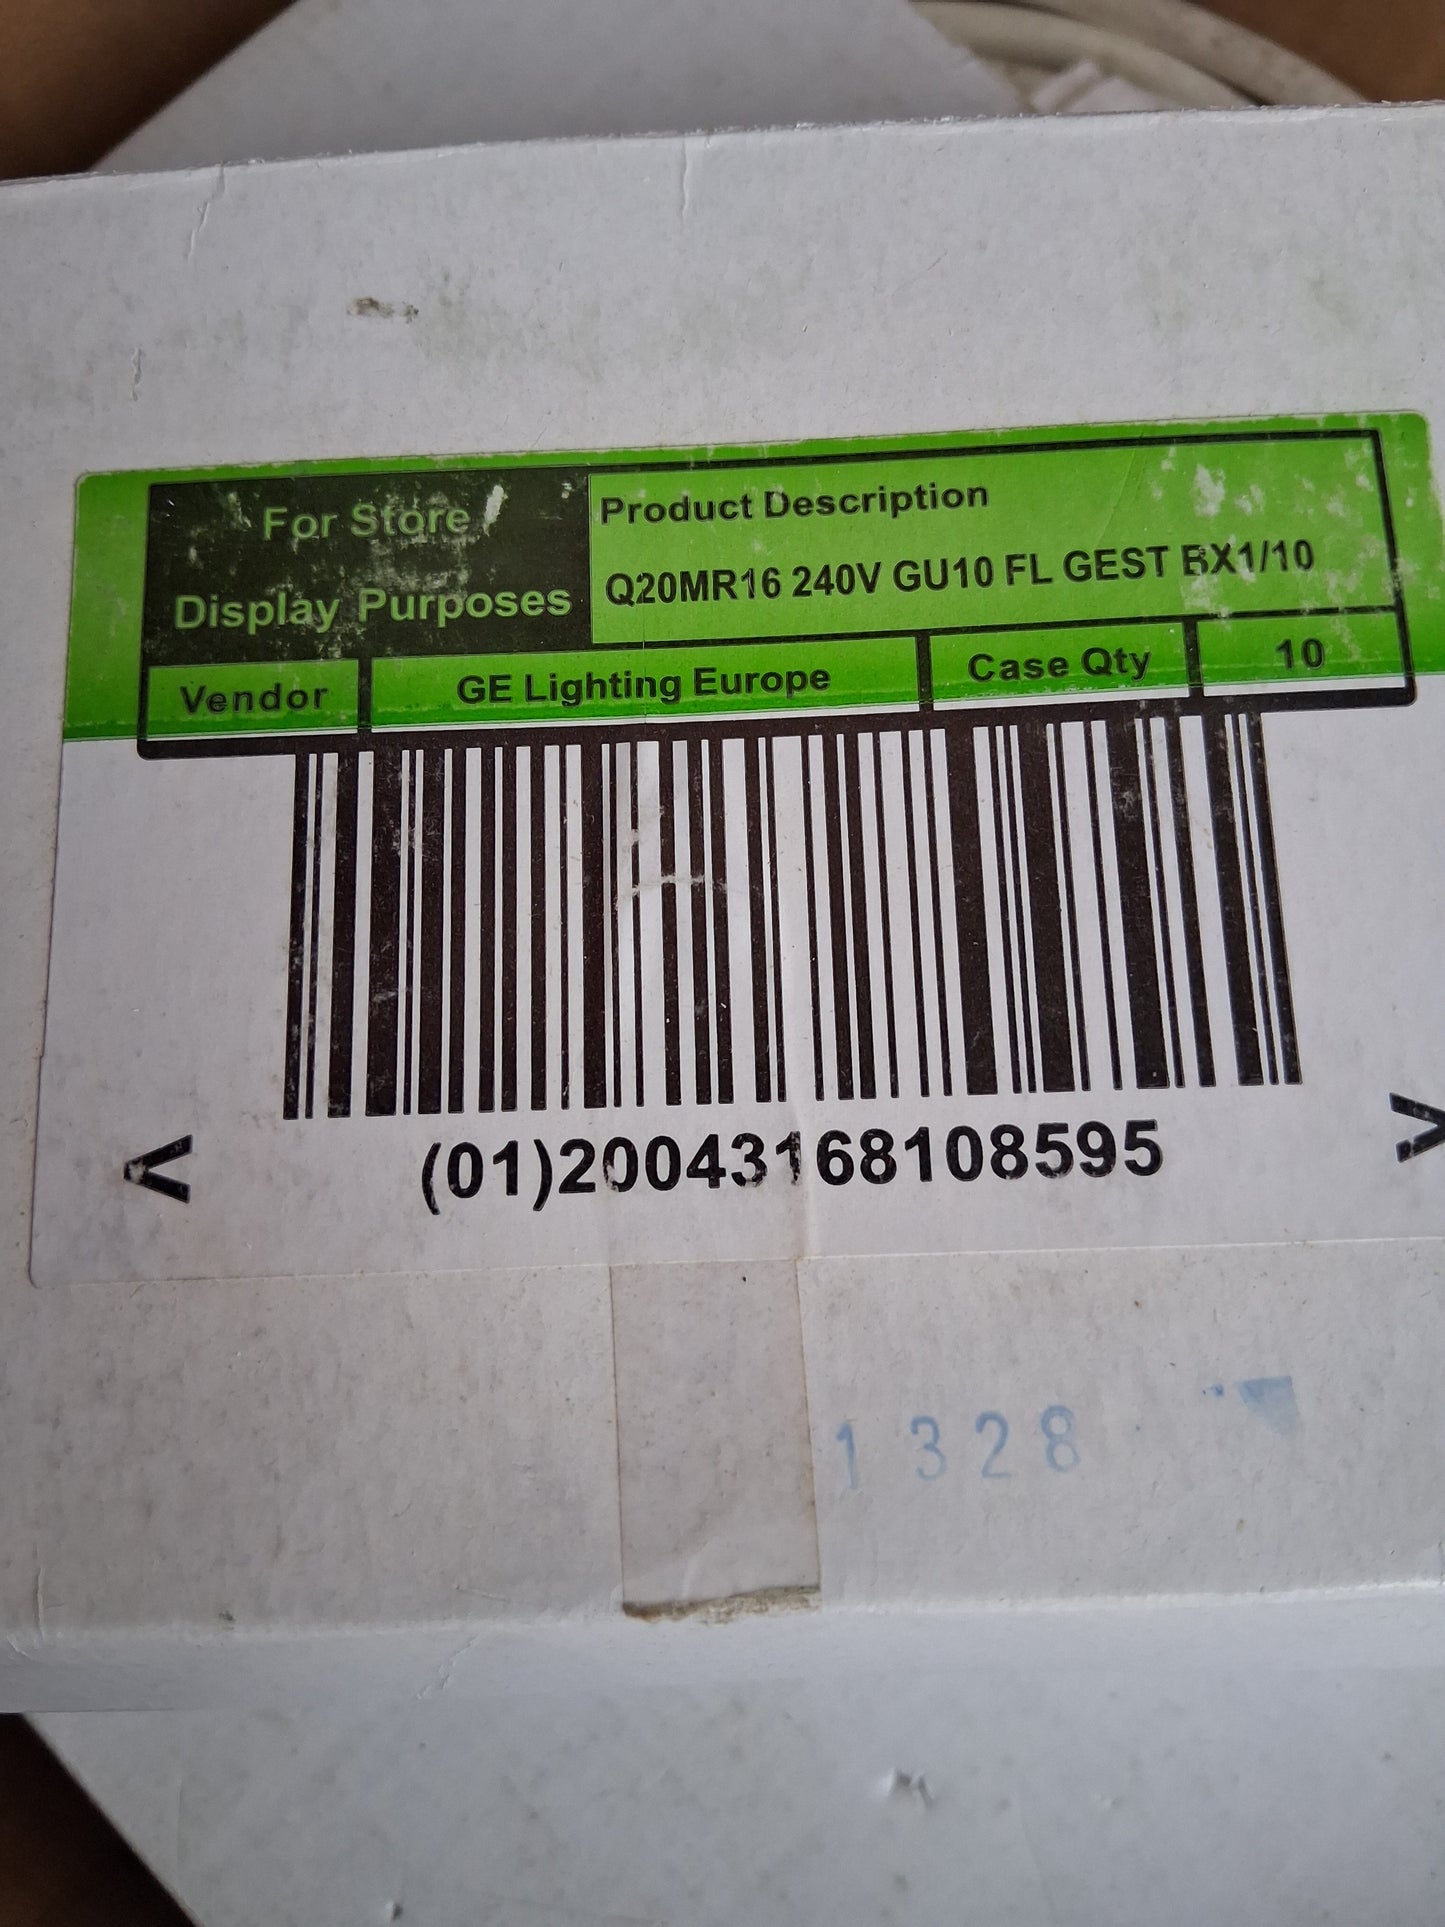 For Store
Display Purposes
Product Description
Q20MR16 240V GU10 FL GEST BX1/10
Vendor
GE Lighting Europe
Case Qty
10
< (01)20043168108595 >
1328